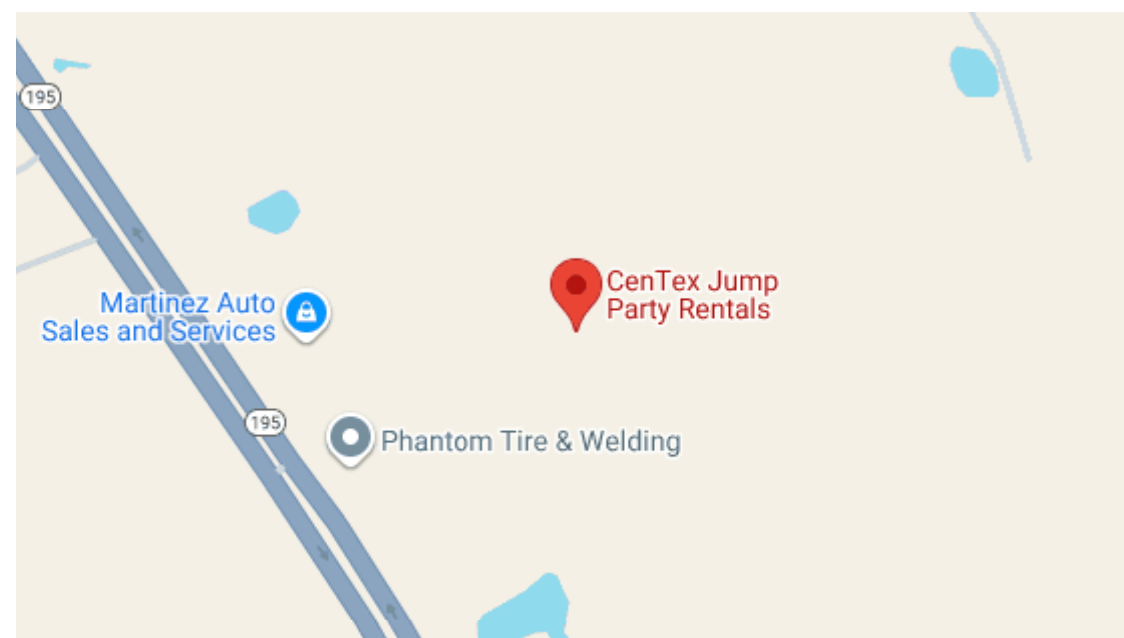 195
CenTex Jump
Party Rentals
Martinez Auto
Sales and Services
195
Phantom Tire & Welding